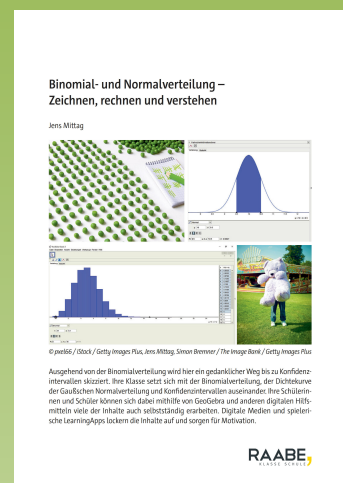 Binomial- und Normalverteilung –
Zeichnen, rechnen und verstehen
Jens Mittag
© pxel66 / iStock / Getty Images Plus, Jens Mittag, Simon Bremner / The Image Bank / Getty Images Plus
Ausgehend von der Binomialverteilung wird hier ein gedanklicher Weg bis zu Konfidenz-
intervallen skizziert. Ihre Klasse setzt sich mit der Binomialverteilung, der Dichtekurve
der Gaußschen Normalverteilung und Konfidenzintervallen auseinander. Ihre Schülerin-
nen und Schüler können sich dabei mithilfe von GeoGebra und anderen digitalen Hilfs-
mitteln viele der Inhalte auch selbstständig erarbeiten. Digitale Medien und spieleri-
sche LearningApps lockern die Inhalte auf und sorgen für Motivation.
RAABE
KLASSE SCHULE